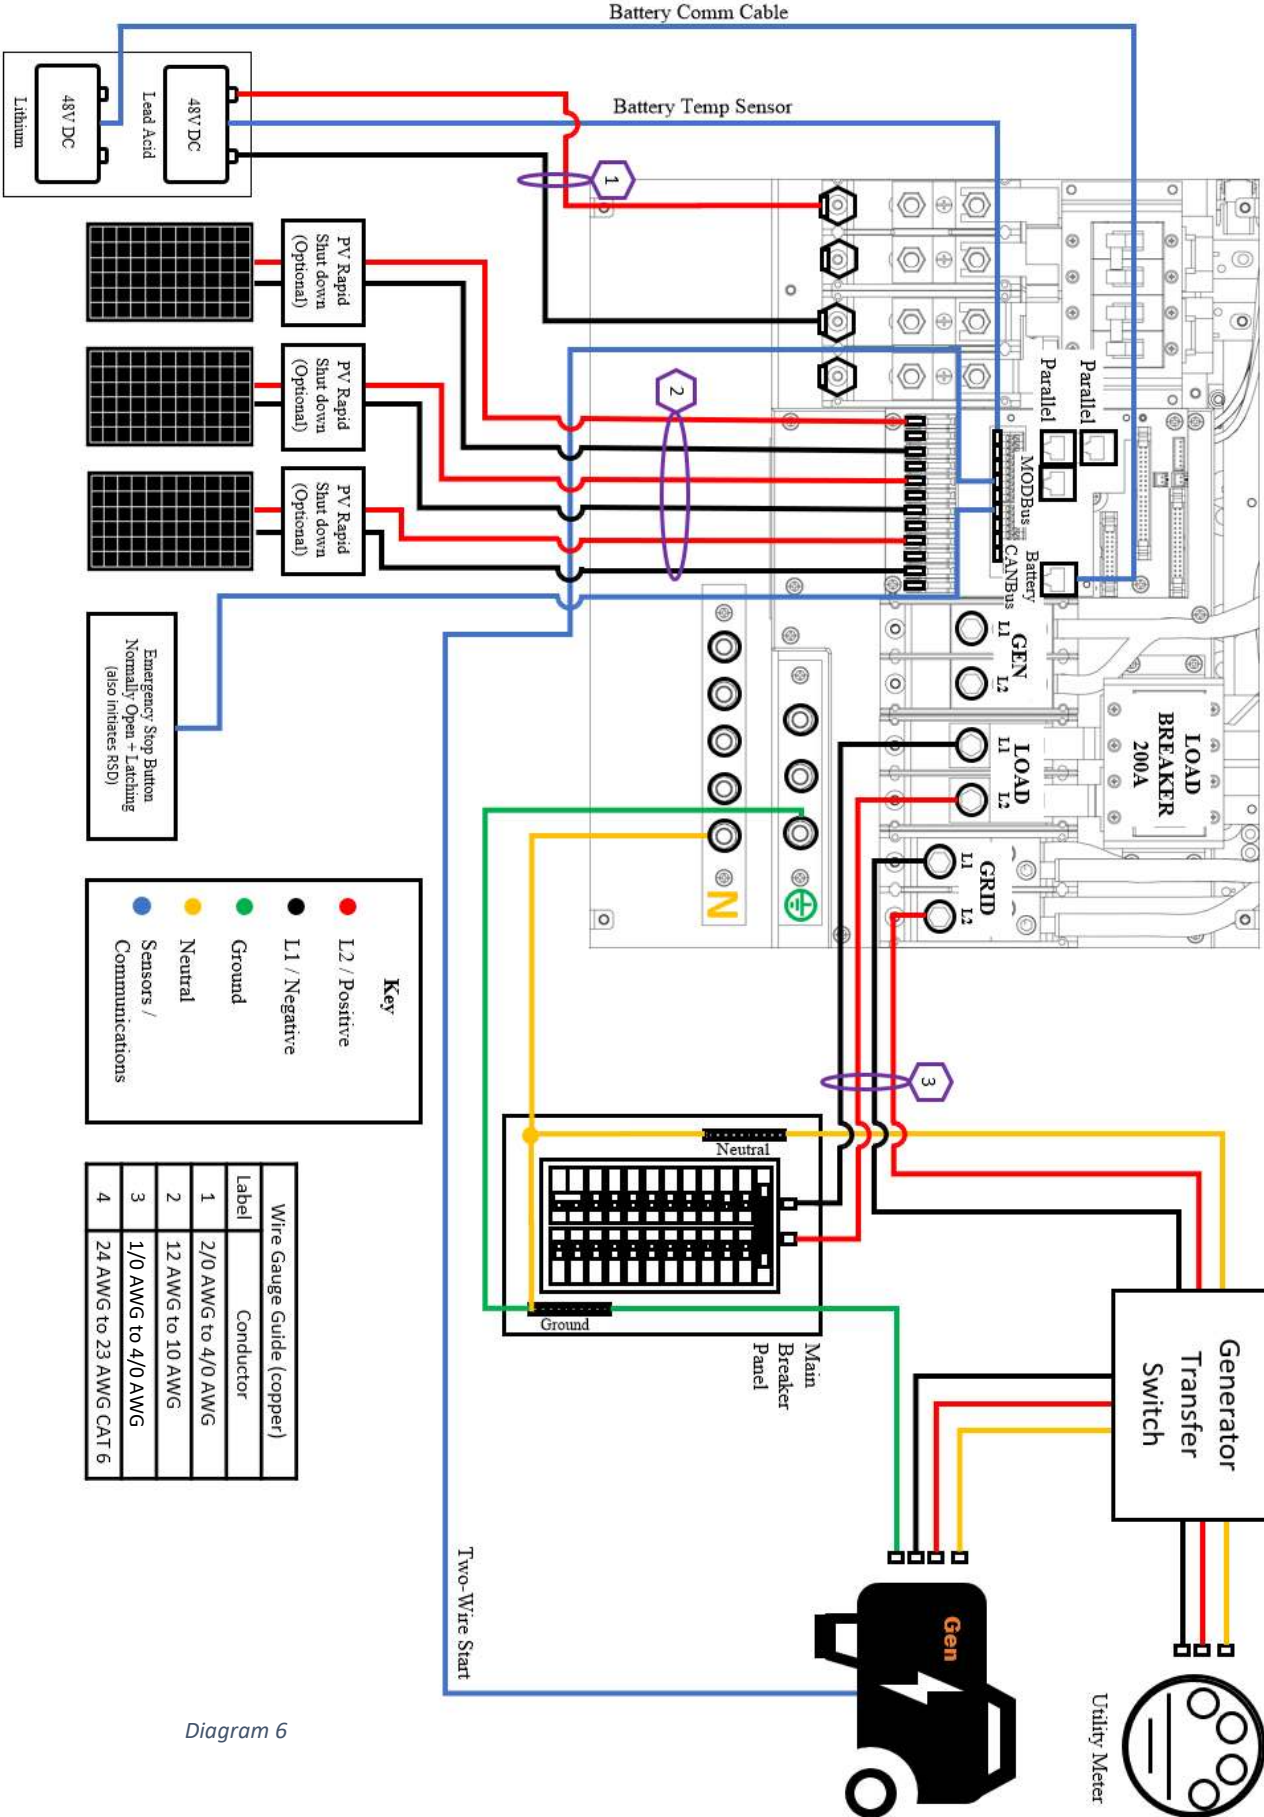 Battery Comm Cable
Battery Temp Sensor
48V DC
Lead Acid
48V DC
Lithium
1
PV Rapid
Shut down
(Optional)
PV Rapid
Shut down
(Optional)
PV Rapid
Shut down
(Optional)
2
Parallel
Parallel
MODBus
Battery
CANBus
L1
GEN
L2
L1
LOAD
L2
LOAD
BREAKER
200A
L1
GRID
L2
N
Emergency Stop Button
Normally Open + Latching
(also initiates RSD)
Key
L2 / Positive
L1 / Negative
Ground
Neutral
Sensors /
Communications
3
Neutral
Ground
Main
Breaker
Panel
Generator
Transfer
Switch
Wire Gauge Guide (copper)
Label Conductor
1 2/0 AWG to 4/0 AWG
2 12 AWG to 10 AWG
3 1/0 AWG to 4/0 AWG
4 24 AWG to 23 AWG CAT 6
Two-Wire Start
Gen
Utility Meter
Diagram 6